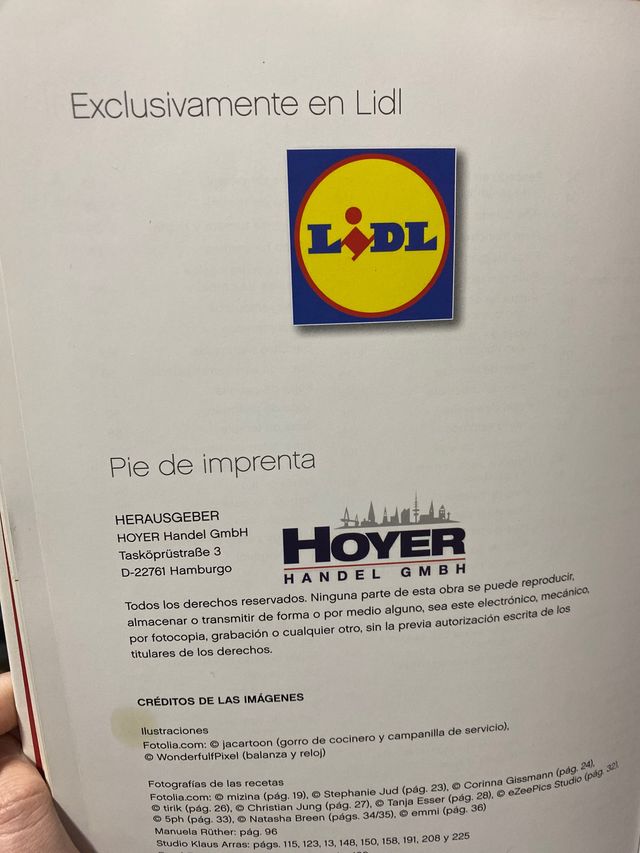 Exclusivamente en Lidl
LIDL
Pie de imprenta
HERAUSGEBER
HOYER Handel GmbH
Tasköprüstraße 3
D-22761 Hamburgo
HOYER
HANDEL GMBH
Todos los derechos reservados. Ninguna parte de esta obra se puede reproducir,
almacenar o transmitir de forma o por medio alguno, sea este electrónico, mecánico,
por fotocopia, grabación o cualquier otro, sin la previa autorización escrita de los
titulares de los derechos.
CRÉDITOS DE LAS IMÁGENES
Ilustraciones
Fotolia.com: © jacartoon (gorro de cocinero y campanilla de servicio),
© WonderfulfPixel (balanza y reloj)
Fotografías de las recetas
Fotolia.com: © mizina (pág. 19), © Stephanie Jud (pág. 23), © Corinna Gissmann (pág. 24),
© tirik (pág. 26), © Christian Jung (pág. 27), © Tanja Esser (pág. 28), © eZeePics Studio (pág. 32),
© 5ph (pág. 33), © Natasha Breen (págs. 34/35), © emmi (pág. 36)
Manuela Rüther: pág. 96
Studio Klaus Arras: págs. 115, 123, 13, 148, 150, 158, 191, 208 y 225